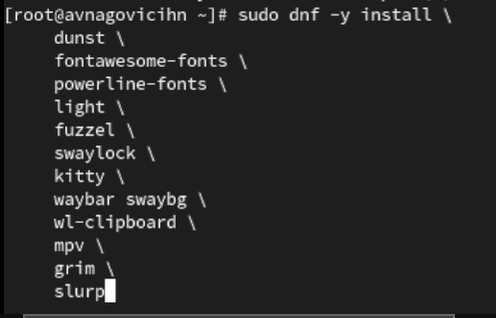 [root@avnagovicihn ~]# sudo dnf -y install \
dunst \
fontawesome-fonts \
powerline-fonts \
light \
fuzzel \
swaylock \
kitty \
waybar swaybg \
wl-clipboard \
mpv \
grim \
slurp